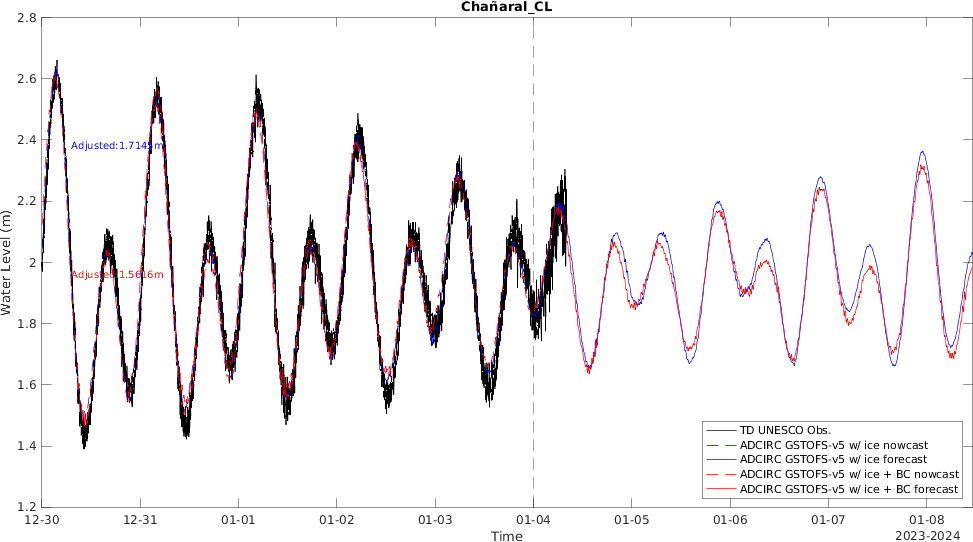 Chañaral_CL
2.8
2.6
2.4
2.2
2
1.8
1.6
1.4
1.2
Water Level (m)
Adjusted:1.7145m
Adjusted:1.5616m
TD UNESCO Obs.
ADCIRC GSTOFS-v5 w/ ice nowcast
ADCIRC GSTOFS-v5 w/ ice forecast
ADCIRC GSTOFS-v5 w/ ice + BC nowcast
ADCIRC GSTOFS-v5 w/ ice + BC forecast
12-30 12-31 01-01 01-02 01-03 01-04 01-05 01-06 01-07 01-08
Time
2023-2024